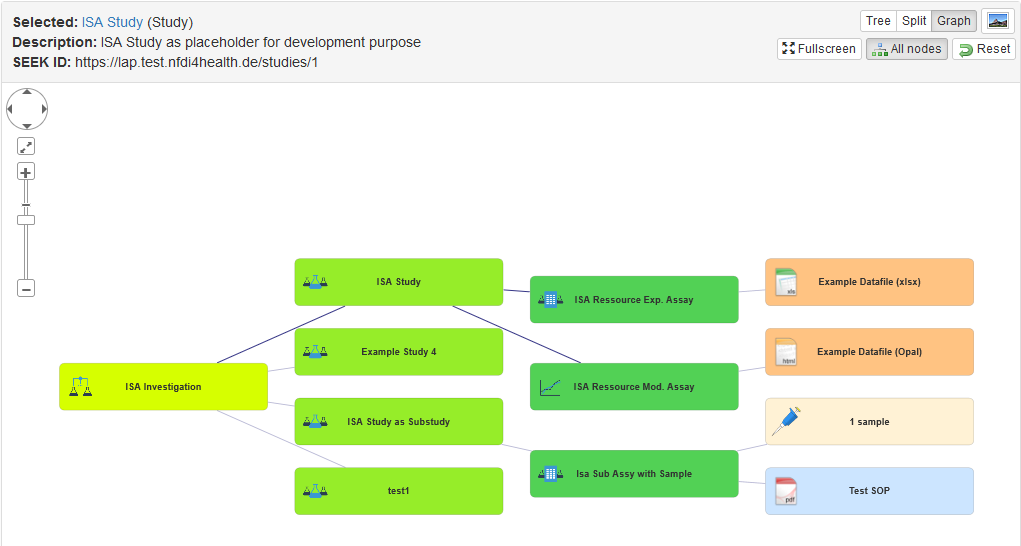 Selected: ISA Study (Study)
Tree Split Graph
Description: ISA Study as placeholder for development purpose
Fullscreen All nodes Reset
SEEK ID: https://lap.test.nfdi4health.de/studies/1
ISA Study
Example Datafile (xlsx)
xls
ISA Ressource Exp. Assay
Example Study 4
Example Datafile (Opal)
html
ISA Investigation
ISA Ressource Mod. Assay
ISA Study as Substudy
1 sample
Isa Sub Assy with Sample
test1
Test SOP
pdf